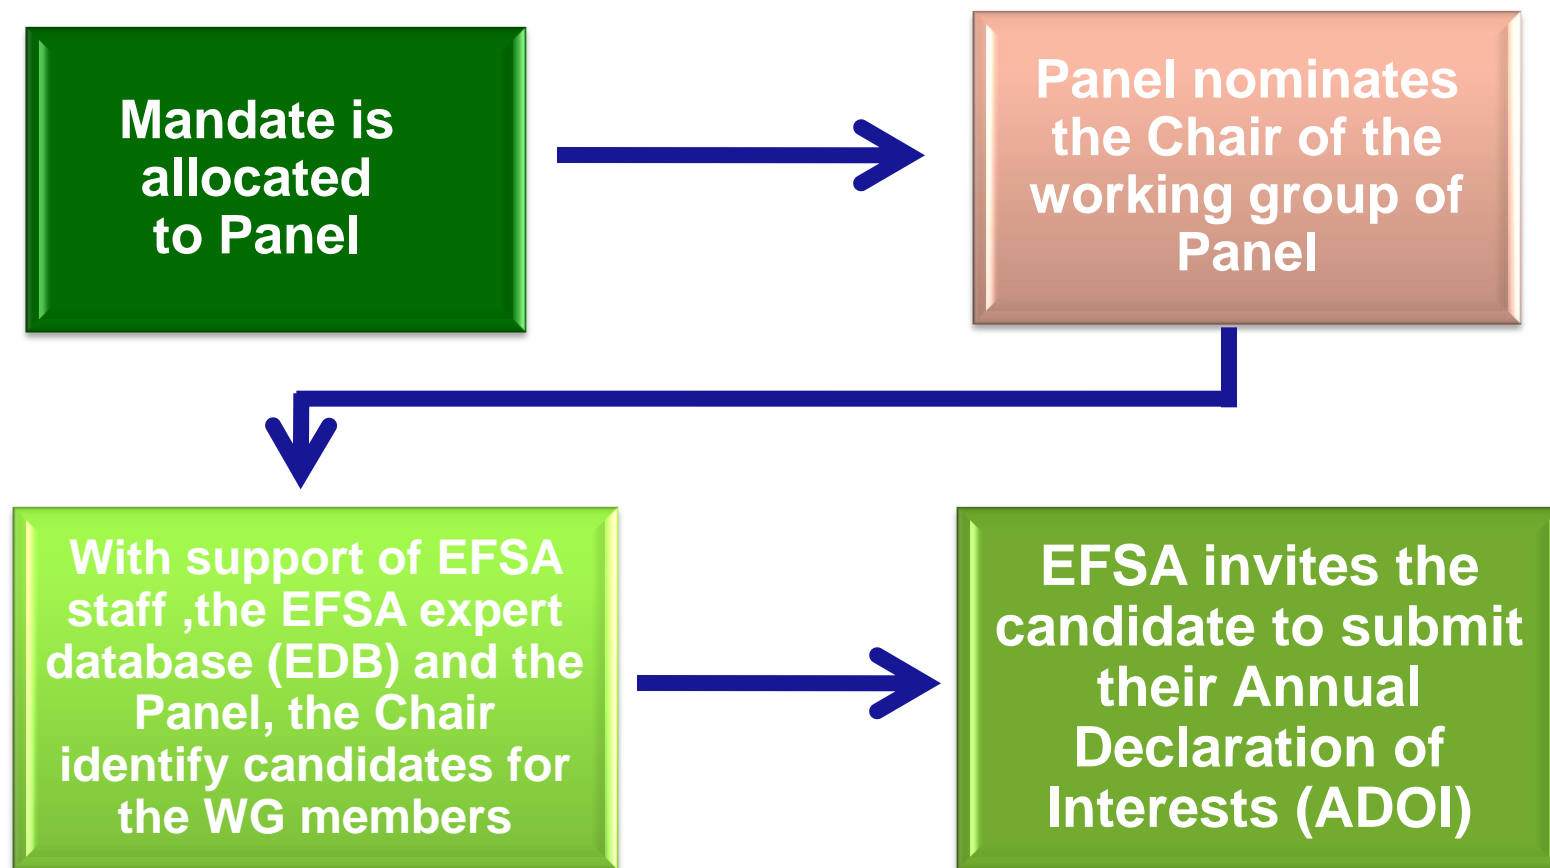 Mandate is
allocated
to Panel
Panel nominates
the Chair of the
working group of
Panel
With support of EFSA
staff ,the EFSA expert
database (EDB) and the
Panel, the Chair
identify candidates for
the WG members
EFSA invites the
candidate to submit
their Annual
Declaration of
Interests (ADOI)